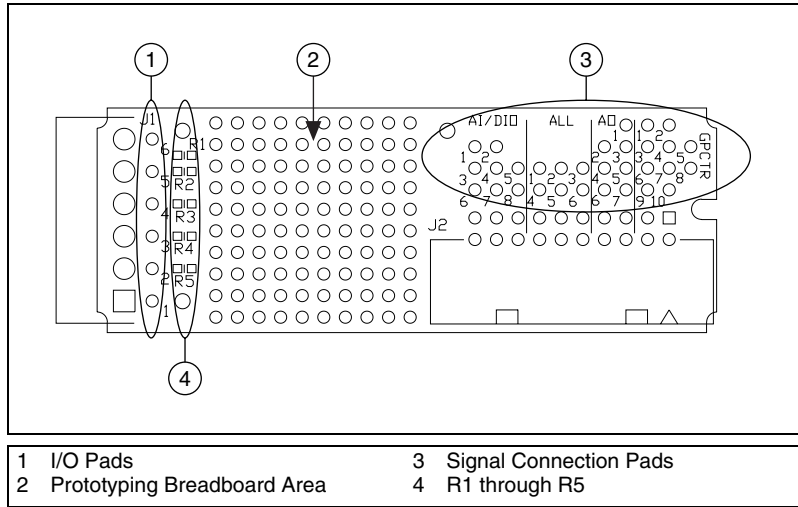 1 2 3
J1 AI/DIO ALL AO 1 1 2
6 R1 GPCTR
1 2 2 3 3 4 5
5 R2 3 4 5 1 2 3 4 5 6 7 8
4 R3 6 7 8 4 5 6 6 7 9 10
J2
3 R4
2 R5
1
4
1 I/O Pads
2 Prototyping Breadboard Area
3 Signal Connection Pads
4 R1 through R5